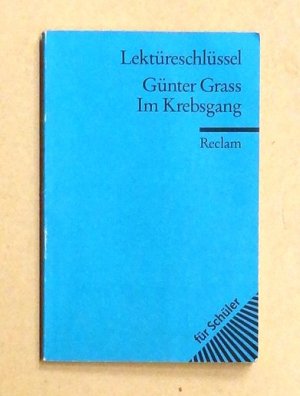 Lektüreschlüssel
Günter Grass
Im Krebsgang
Reclam
für Schüler